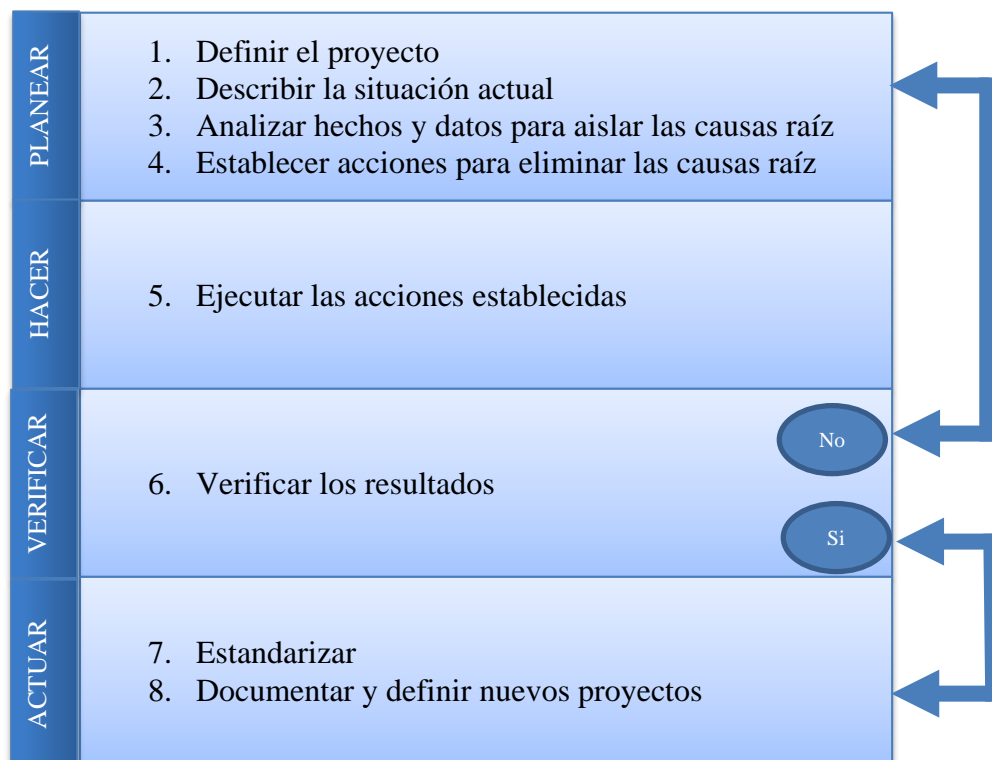 PLANEAR
1. Definir el proyecto
2. Describir la situación actual
3. Analizar hechos y datos para aislar las causas raíz
4. Establecer acciones para eliminar las causas raíz
HACER
5. Ejecutar las acciones establecidas
VERIFICAR
No
6. Verificar los resultados
Si
ACTUAR
7. Estandarizar
8. Documentar y definir nuevos proyectos